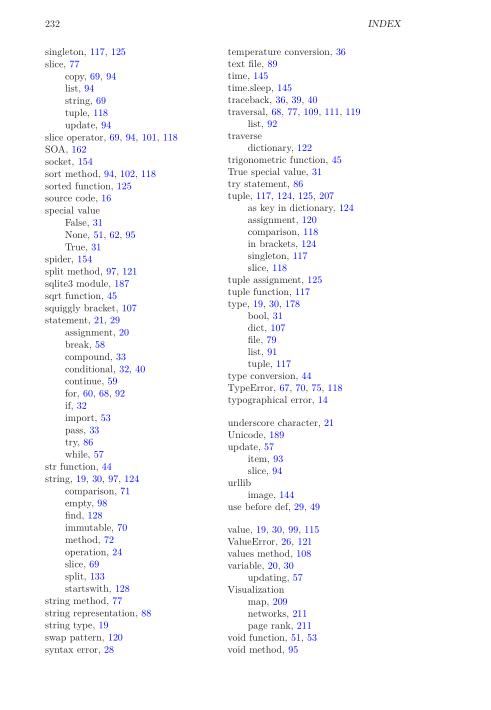 232 INDEX
singleton, 117, 125
slice, 77
copy, 69, 94
list, 94
string, 69
tuple, 118
update, 94
slice operator, 69, 94, 101, 118
SOA, 162
socket, 154
sort method, 94, 102, 118
sorted function, 125
source code, 16
special value
False, 31
None, 51, 62, 95
True, 31
spider, 154
split method, 97, 121
sqlite3 module, 187
sqrt function, 45
squiggly bracket, 107
statement, 21, 29
assignment, 20
break, 58
compound, 33
conditional, 32, 40
continue, 59
for, 60, 68, 92
if, 32
import, 53
pass, 33
try, 86
while, 57
str function, 44
string, 19, 30, 97, 124
comparison, 71
empty, 98
find, 128
immutable, 70
method, 72
operation, 24
slice, 69
split, 133
startswith, 128
string method, 77
string representation, 88
string type, 19
swap pattern, 120
syntax error, 28
temperature conversion, 36
text file, 89
time, 145
time.sleep, 145
traceback, 36, 39, 40
traversal, 68, 77, 109, 111, 119
list, 92
traverse
dictionary, 122
trigonometric function, 45
True special value, 31
try statement, 86
tuple, 117, 124, 125, 207
as key in dictionary, 124
assignment, 120
comparison, 118
in brackets, 124
singleton, 117
slice, 118
tuple assignment, 125
tuple function, 117
type, 19, 30, 178
bool, 31
dict, 107
file, 79
list, 91
tuple, 117
type conversion, 44
TypeError, 67, 70, 75, 118
typographical error, 14
underscore character, 21
Unicode, 189
update, 57
item, 93
slice, 94
urllib
image, 144
use before def, 29, 49
value, 19, 30, 99, 115
ValueError, 26, 121
values method, 108
variable, 20, 30
updating, 57
Visualization
map, 209
networks, 211
page rank, 211
void function, 51, 53
void method, 95